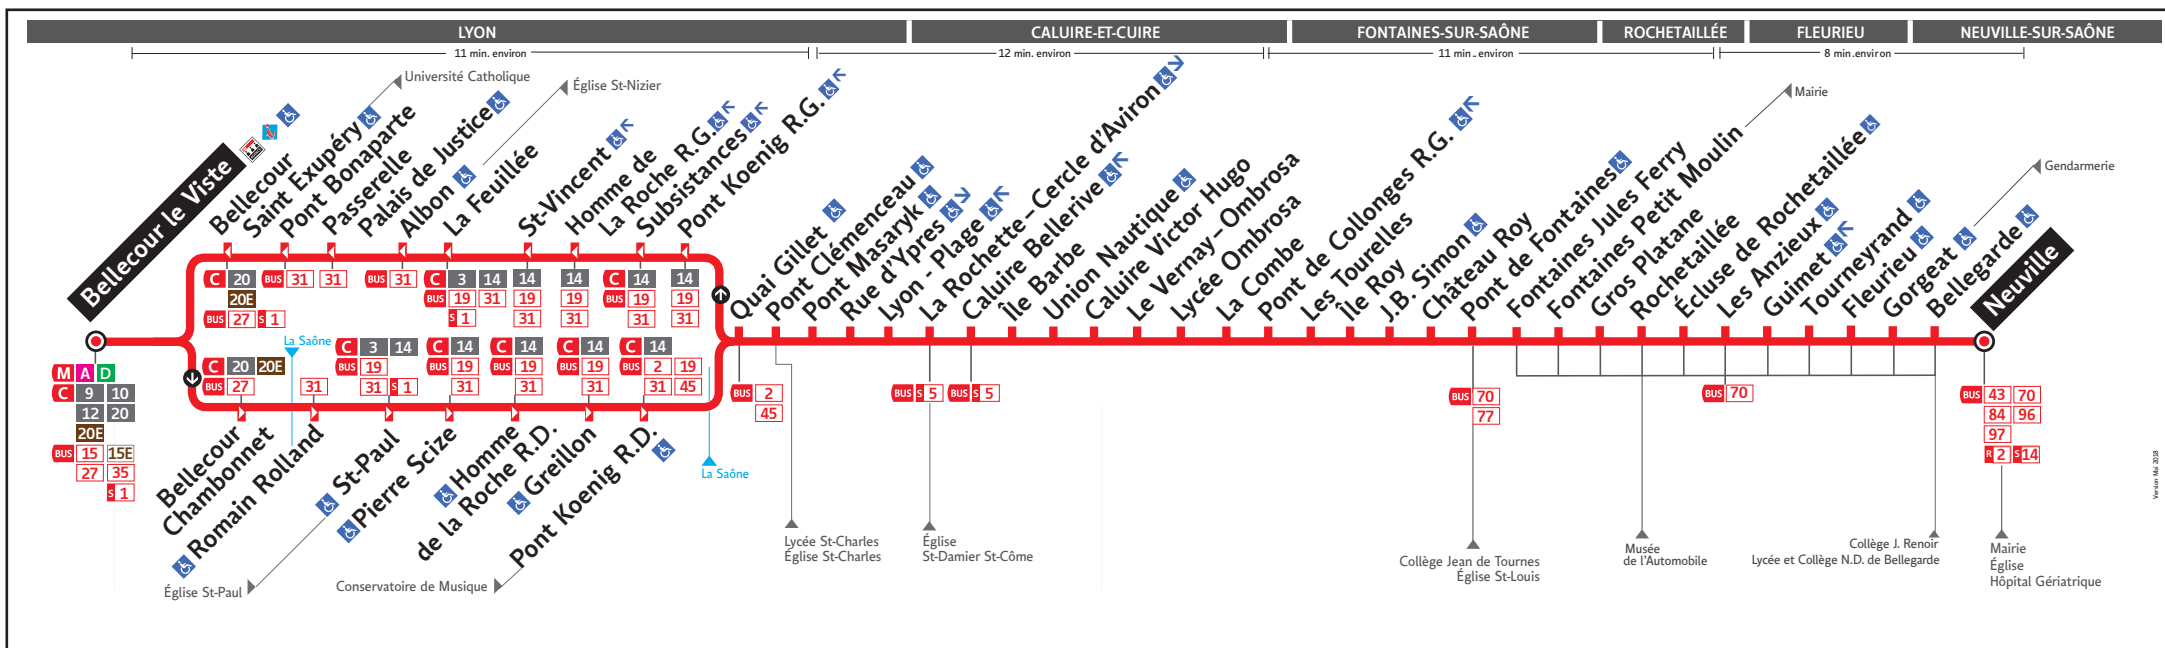 LYON
CALUIRE-ET-CUIRE
FONTAINES-SUR-SAÔNE
ROCHETAILLÉE
FLEURIEU
NEUVILLE-SUR-SAÔNE
11 min. environ
12 min. environ
11 min.. environ
8 min.environ
Université Catholique
Église St-Nizier
Mairie
Gendarmerie
Bellecour le Viste
Bellecour
Saint Exupéry
Pont Bonaparte
Passerelle
Palais de Justice
Albon
La Feuillée
St-Vincent
Homme de
La Roche R.G.
Subsistances
Pont Koenig R.G.
Quai Gillet
Pont Clémenceau
Pont Masaryk
Rue d'Ypres
Lyon - Plage
La Rochette-Cercle d'Aviron
Caluire Bellerive
Île Barbe
Union Nautique
Caluire Victor Hugo
Le Vernay-Ombrosa
Lycée Ombrosa
La Combe
Pont de Collonges R.G.
Les Tourelles
Île Roy
J.B. Simon
Château Roy
Pont de Fontaines
Fontaines Jules Ferry
Fontaines Petit Moulin
Gros Platane
Rochetaillée
Écluse de Rochetaillée
Les Anzieux
Guimet
Tourneyrand
Fleurieu
Gorgeat
Bellegarde
Neuville
C 20
20E
BUS 27 S 1
BUS 31
31
BUS 31
C 3 14
BUS 19 31
S 1
14
19
31
14
19
31
C 14
BUS 19
31
14
19
31
La Saône
C 20 20E
BUS 27
31
C 3 14
BUS 19
31 S 1
C 14
BUS 19
31
C 14
BUS 19
31
C 14
BUS 19
31
C 14
BUS 2 19
31 45
La Saône
M A D
C 9 10
12 20
20E
BUS 15 15E
27 35
S 1
BUS 2
45
BUS S 5
BUS S 5
BUS 70
77
BUS 70
BUS 43 70
84 96
97
R 2 S 14
Bellecour
Chambonnet
Romain Rolland
St-Paul
Pierre Scize
Homme
de la Roche R.D.
Greillon
Pont Koenig R.D.
Église St-Paul
Conservatoire de Musique
Lycée St-Charles
Église St-Charles
Église
St-Damier St-Côme
Collège Jean de Tournes
Église St-Louis
Musée
de l'Automobile
Collège J. Renoir
Lycée et Collège N.D. de Bellegarde
Mairie
Église
Hôpital Gériatrique
Version Mai 2018